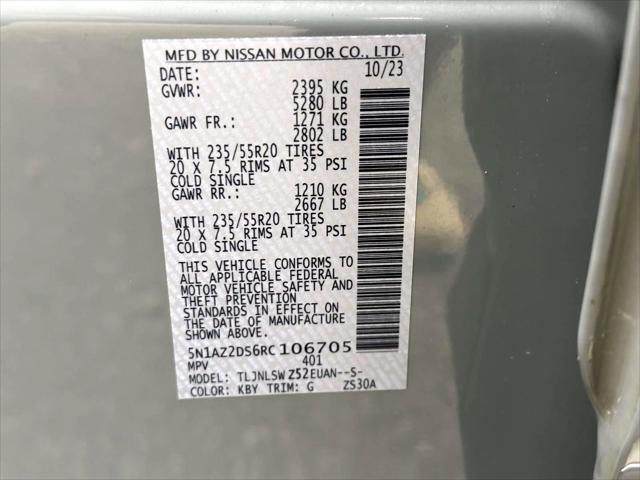 MFD BY NISSAN MOTOR CO., LTD.
DATE: 10/23
GVWR: 2395 KG
5280 LB
GAWR FR.: 1271 KG
2802 LB
WITH 235/55R20 TIRES
20 X 7.5 RIMS AT 35 PSI
COLD SINGLE
GAWR RR.: 1210 KG
2667 LB
WITH 235/55R20 TIRES
20 X 7.5 RIMS AT 35 PSI
COLD SINGLE
THIS VEHICLE CONFORMS TO
ALL APPLICABLE FEDERAL
MOTOR VEHICLE SAFETY AND
THEFT PREVENTION
STANDARDS IN EFFECT ON
THE DATE OF MANUFACTURE
SHOWN ABOVE.
5N1AZ2DS6RC106705
MPV 401
MODEL: TLJNLSW Z52EUAN--S-
COLOR: KBY TRIM: G ZS30A